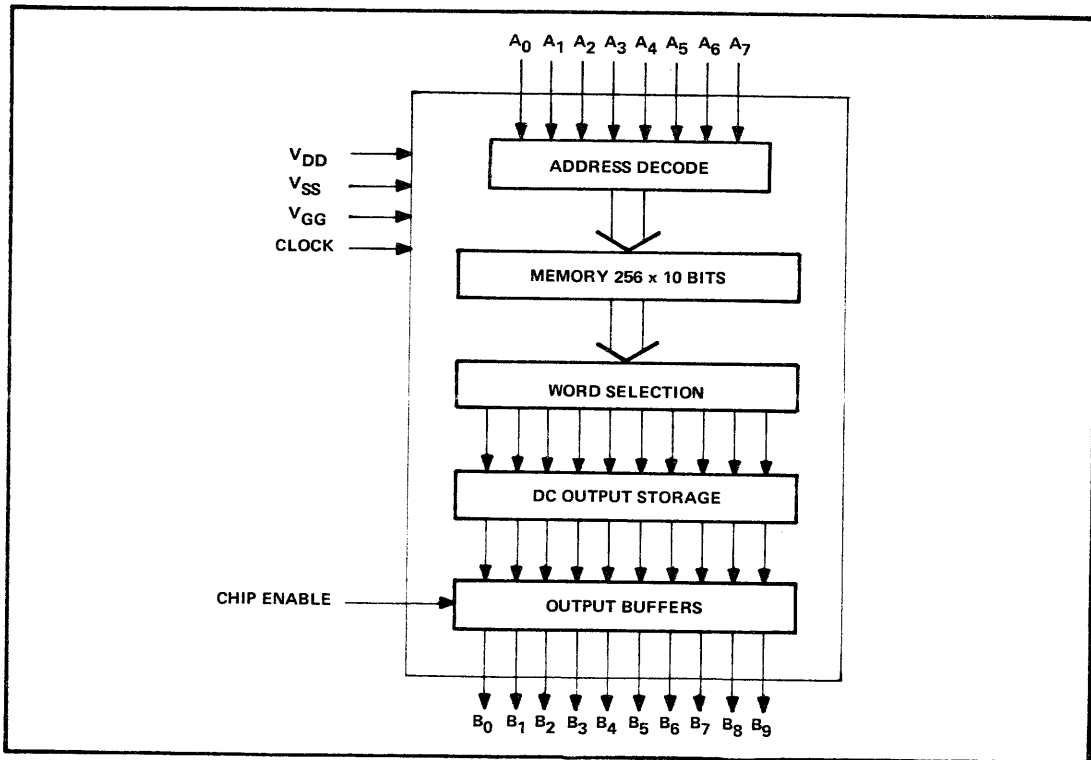 A0 A1 A2 A3 A4 A5 A6 A7
VDD
VSS
VGG
CLOCK
ADDRESS DECODE
MEMORY 256 x 10 BITS
WORD SELECTION
DC OUTPUT STORAGE
CHIP ENABLE
OUTPUT BUFFERS
B0 B1 B2 B3 B4 B5 B6 B7 B8 B9